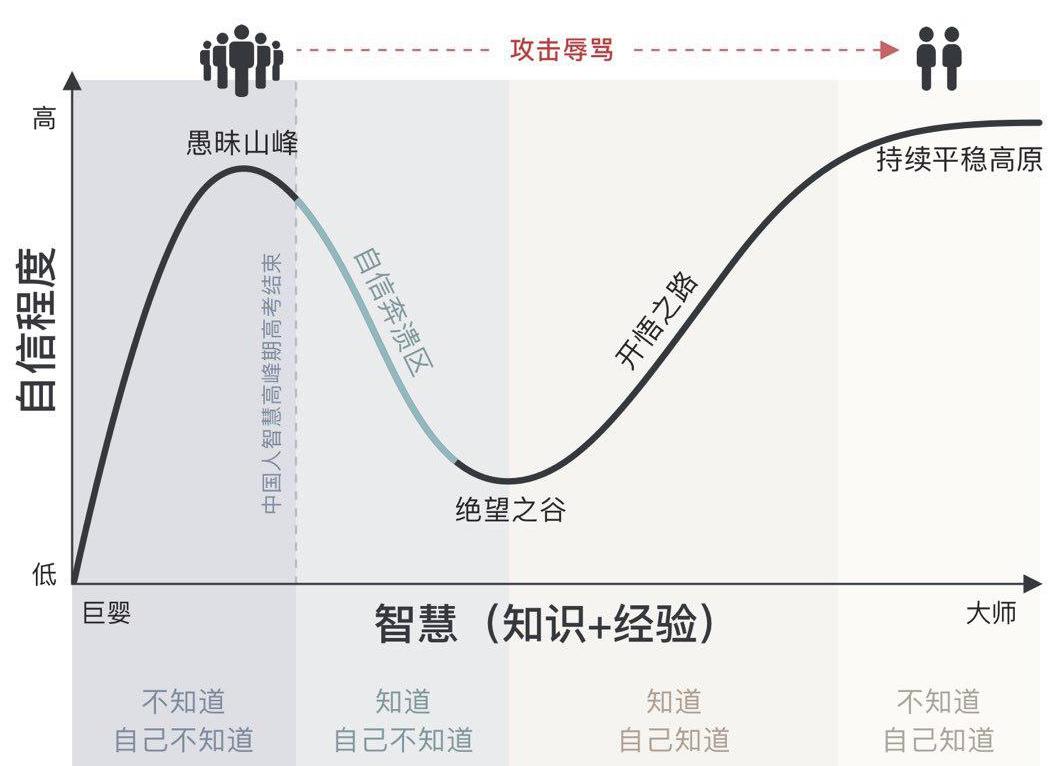 攻击辱骂
高
愚昧山峰
持续平稳高原
自信程度
中国人智慧高峰期高考结束
自信奔溃区
开悟之路
绝望之谷
低
巨婴
智慧（知识+经验）
大师
不知道
自己不知道
知道
自己不知道
知道
自己知道
不知道
自己知道